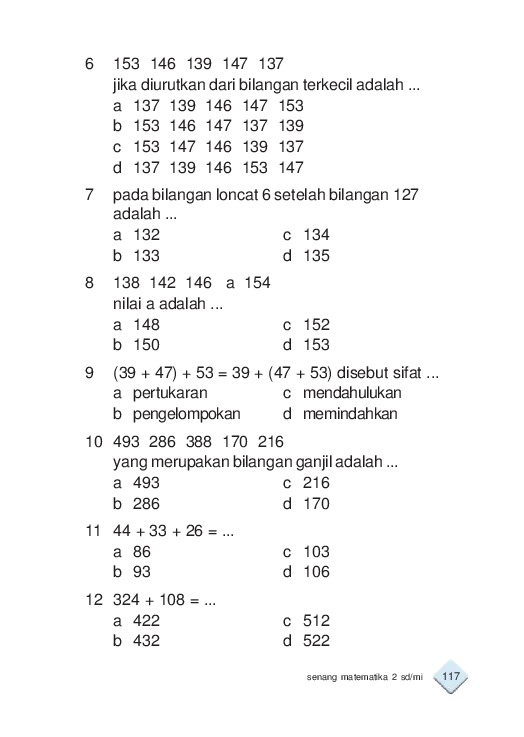 6 153 146 139 147 137
jika diurutkan dari bilangan terkecil adalah ...
a 137 139 146 147 153
b 153 146 147 137 139
c 153 147 146 139 137
d 137 139 146 153 147
7 pada bilangan loncat 6 setelah bilangan 127
adalah ...
a 132 c 134
b 133 d 135
8 138 142 146 a 154
nilai a adalah ...
a 148 c 152
b 150 d 153
9 (39 + 47) + 53 = 39 + (47 + 53) disebut sifat ...
a pertukaran c mendahulukan
b pengelompokan d memindahkan
10 493 286 388 170 216
yang merupakan bilangan ganjil adalah ...
a 493 c 216
b 286 d 170
11 44 + 33 + 26 = ...
a 86 c 103
b 93 d 106
12 324 + 108 = ...
a 422 c 512
b 432 d 522
senang matematika 2 sd/mi 117